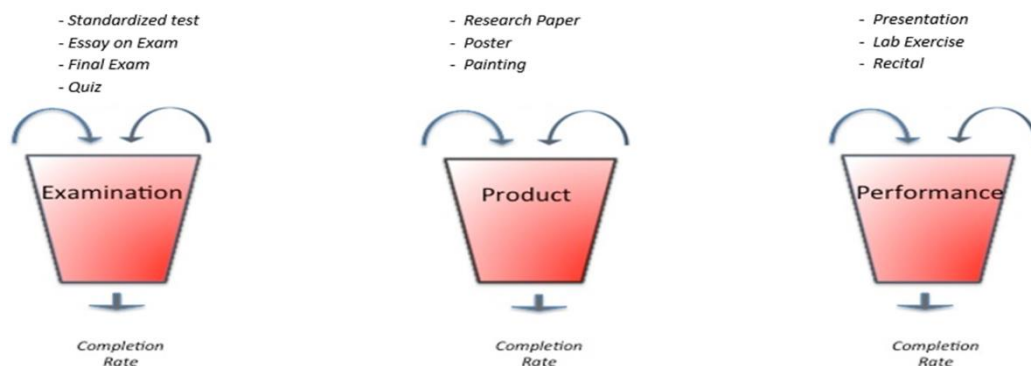 - Standardized test
- Essay on Exam
- Final Exam
- Quiz
Examination
Completion
Rate
- Research Paper
- Poster
- Painting
Product
Completion
Rate
- Presentation
- Lab Exercise
- Recital
Performance
Completion
Rate